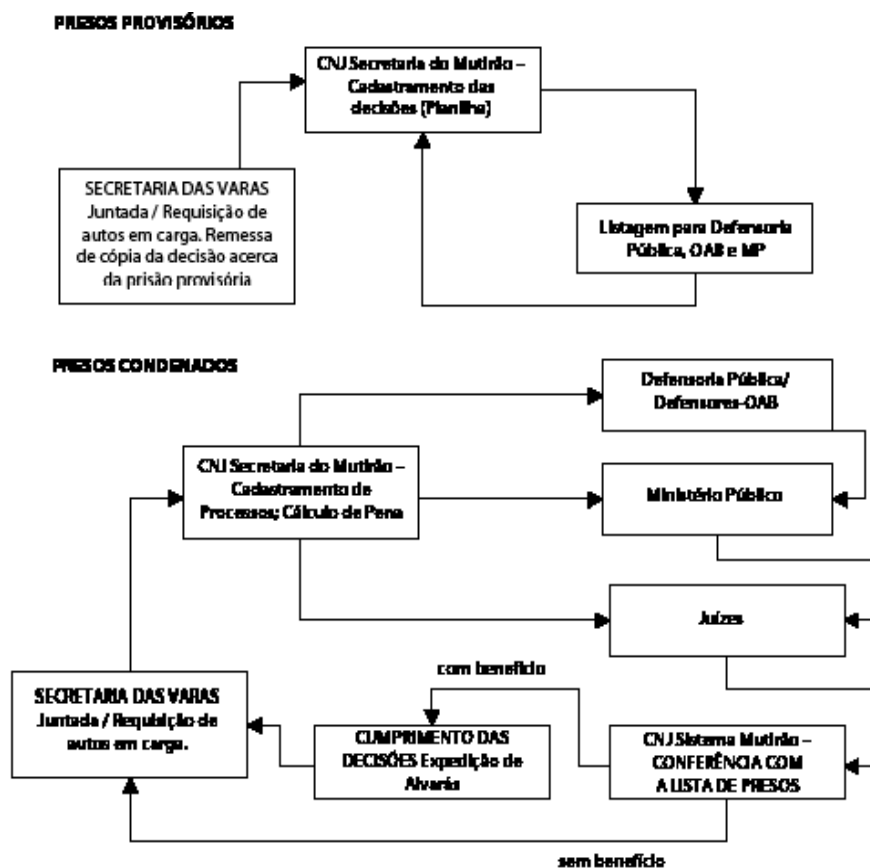 PRESOS PROVISÓRIOS
CNJ Secretaria do Mutirão –
Cadastramento das
decisões (Planilha)
SECRETARIA DAS VARAS
Juntada / Requisição de
autos em carga. Remessa
de cópia da decisão acerca
da prisão provisória
Listagem para Defensoria
Pública, OAB e MP
PRESOS CONDENADOS
Defensoria Pública/
Defensores-OAB
CNJ Secretaria do Mutirão –
Cadastramento de
Processos; Cálculo de Pena
Ministério Público
Juízes
com benefício
SECRETARIA DAS VARAS
Juntada / Requisição de
autos em carga.
CUMPRIMENTO DAS
DECISÕES Expedição de
Alvarás
CNJ Sistema Mutirão –
CONFERÊNCIA COM
A LISTA DE PRESOS
sem benefício